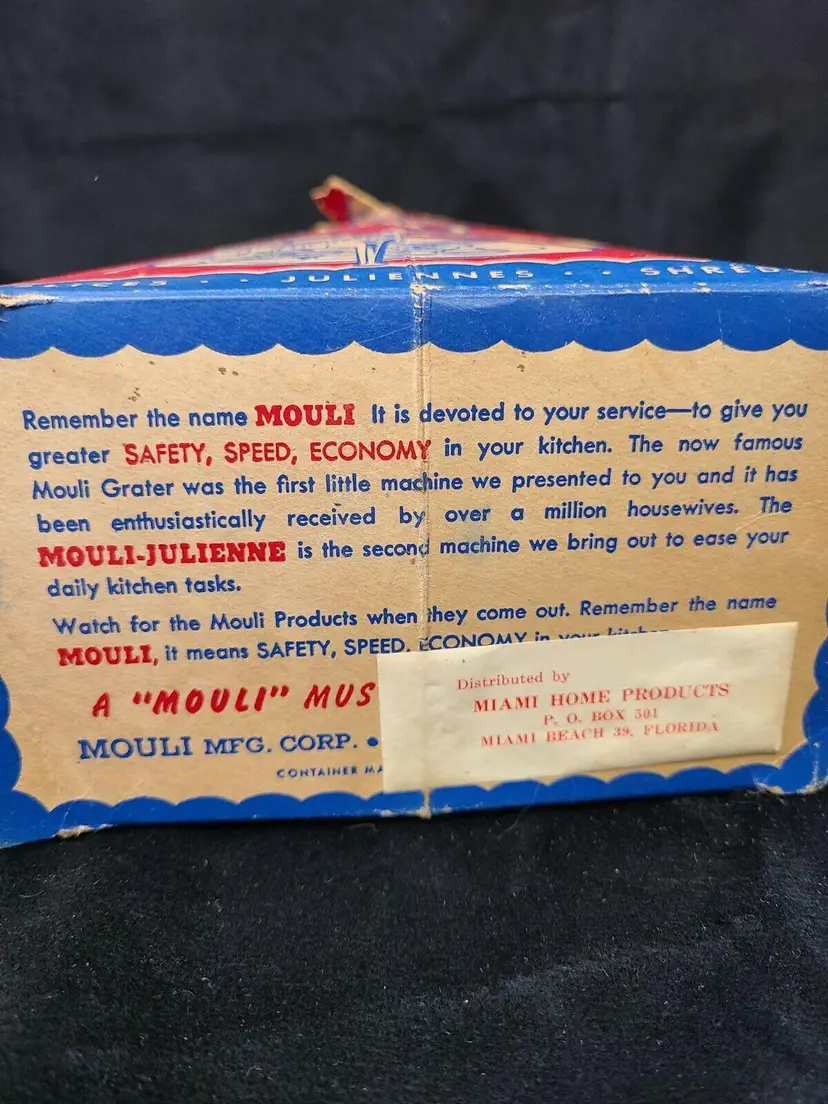 JULIENNES · · SHRED
Remember the name MOULI It is devoted to your service—to give you
greater SAFETY, SPEED, ECONOMY in your kitchen. The now famous
Mouli Grater was the first little machine we presented to you and it has
been enthusiastically received by over a million housewives. The
MOULI-JULIENNE is the second machine we bring out to ease your
daily kitchen tasks.
Watch for the Mouli Products when they come out. Remember the name
MOULI, it means SAFETY, SPEED, ECONOMY in your kitchen
A "MOULI" MUS
MOULI MFG. CORP. •
CONTAINER MA
Distributed by
MIAMI HOME PRODUCTS
P. O. BOX 501
MIAMI BEACH 39, FLORIDA